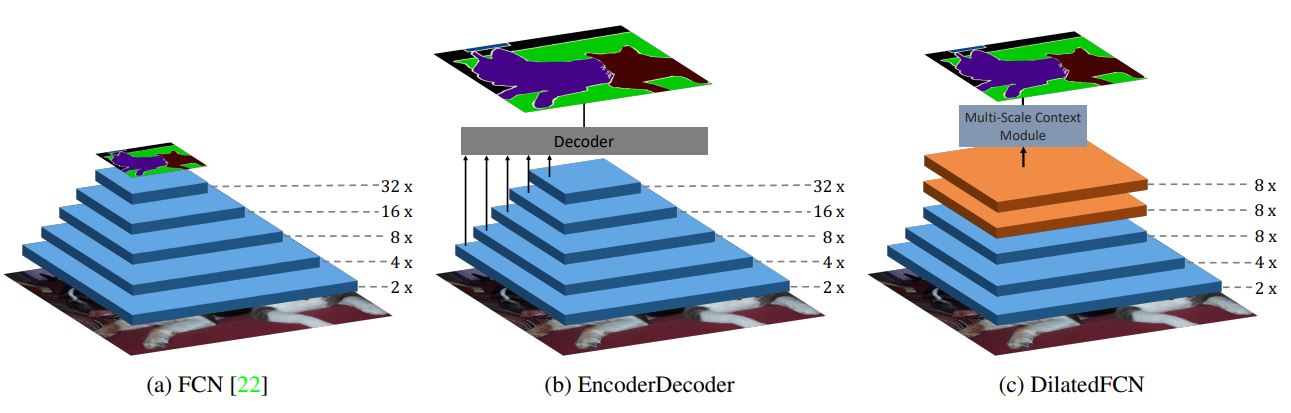 Decoder
Multi-Scale Context
Module
32 x
16 x
8 x
4 x
2 x
32 x
16 x
8 x
4 x
2 x
8 x
8 x
8 x
4 x
2 x
(a) FCN [22]
(b) EncoderDecoder
(c) DilatedFCN